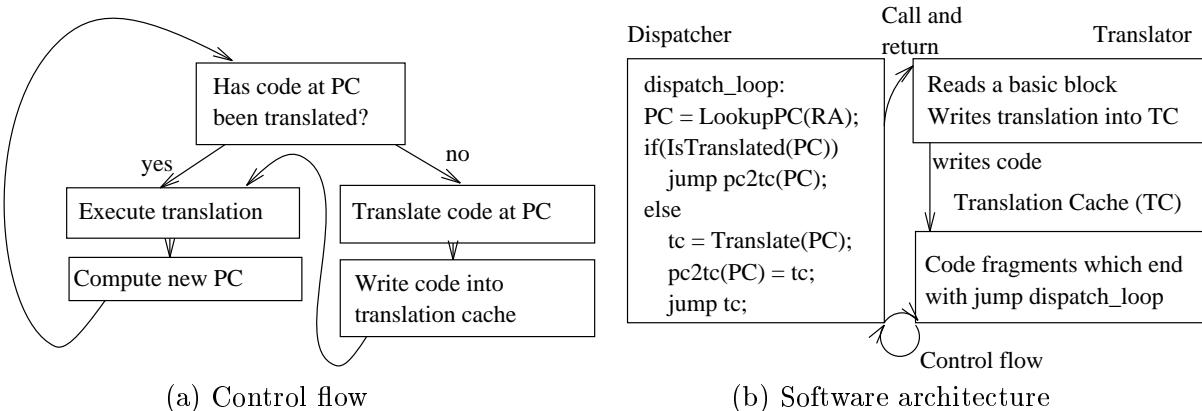 Has code at PC
been translated?
yes
no
Execute translation
Translate code at PC
Compute new PC
Write code into
translation cache
(a) Control flow
Dispatcher
Call and
return
Translator
dispatch_loop:
PC = LookupPC(RA);
if(IsTranslated(PC))
jump pc2tc(PC);
else
tc = Translate(PC);
pc2tc(PC) = tc;
jump tc;
Reads a basic block
Writes translation into TC
writes code
Translation Cache (TC)
Code fragments which end
with jump dispatch_loop
Control flow
(b) Software architecture